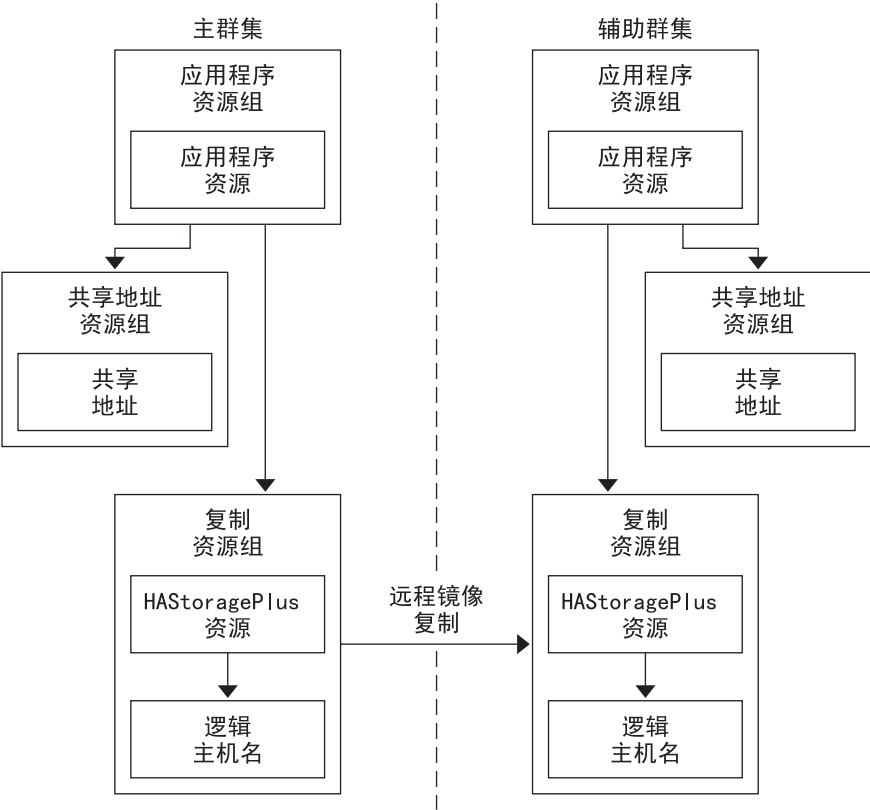 主群集
应用程序
资源组
应用程序
资源
共享地址
资源组
共享
地址
复制
资源组
HAStoragePlus
资源
逻辑
主机名
远程镜像
复制
辅助群集
应用程序
资源组
应用程序
资源
共享地址
资源组
共享
地址
复制
资源组
HAStoragePlus
资源
逻辑
主机名